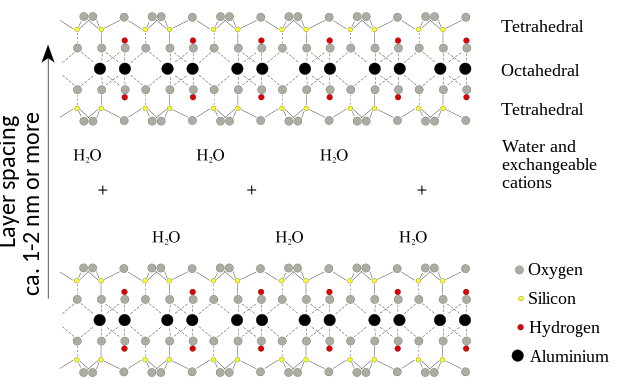 Tetrahedral
Octahedral
Tetrahedral
Layer spacing
ca. 1-2 nm or more
H₂O H₂O H₂O
Water and
exchangeable
cations
+ + +
H₂O H₂O H₂O
Oxygen
Silicon
Hydrogen
Aluminium